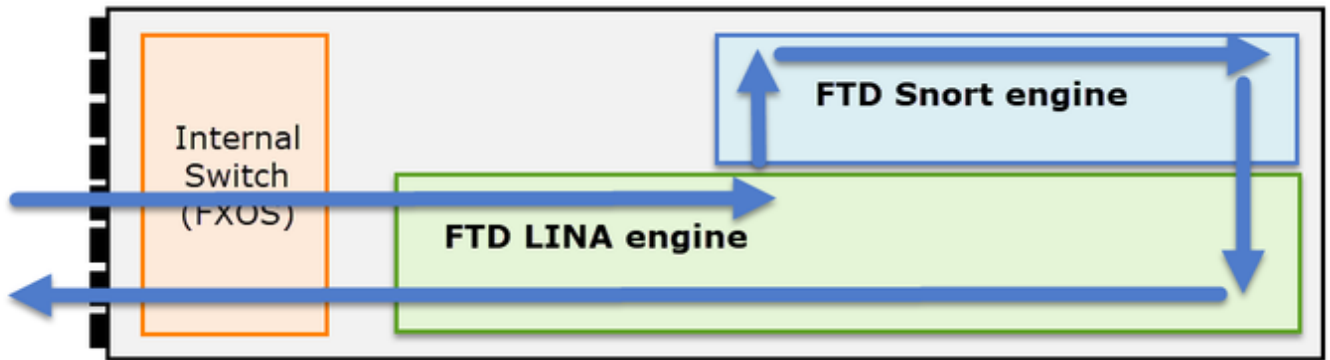 Internal
Switch
(FXOS)
FTD Snort engine
FTD LINA engine